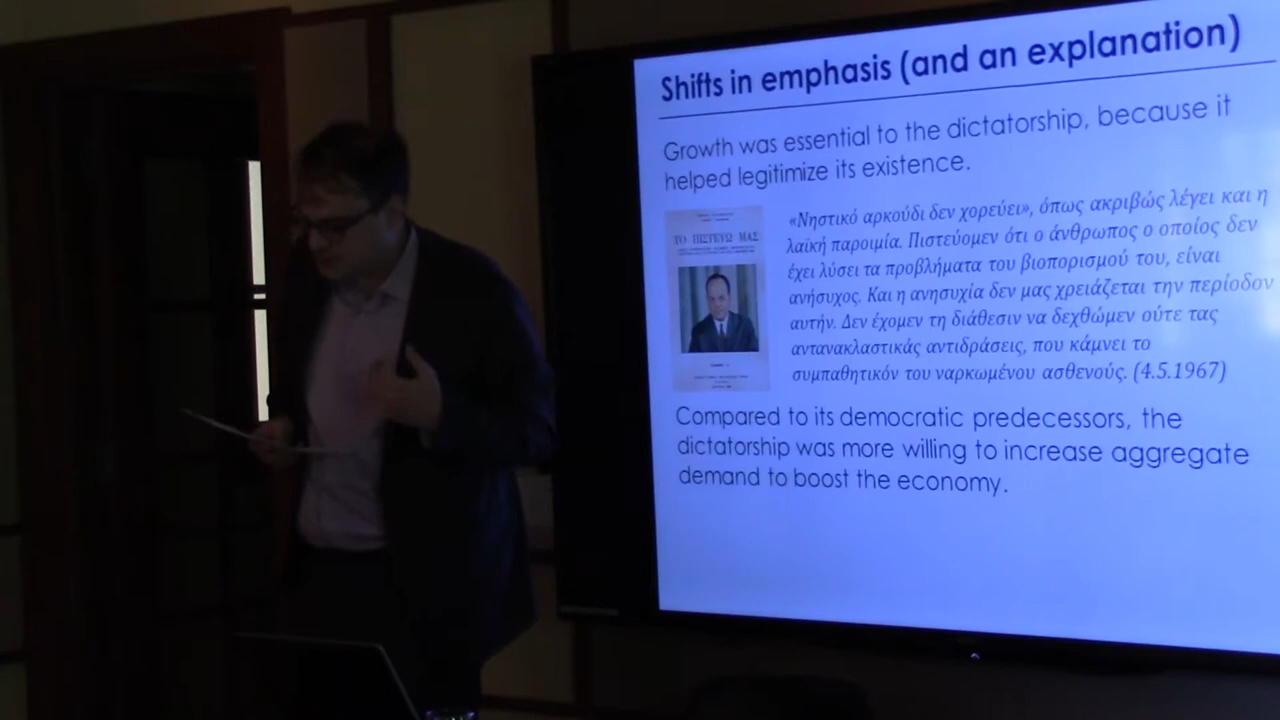 Shifts in emphasis (and an explanation)
Growth was essential to the dictatorship, because it
helped legitimize its existence.
ΤΟ ΠΙΣΤΕΥΩ ΜΑΣ
«Νηστικό αρκούδι δεν χορεύει», όπως ακριβώς λέγει και η
λαϊκή παροιμία. Πιστεύομεν ότι ο άνθρωπος ο οποίος δεν
έχει λύσει τα προβλήματα του βιοπορισμού του, είναι
ανήσυχος. Και η ανησυχία δεν μας χρειάζεται την περίοδον
αυτήν. Δεν έχομεν τη διάθεσιν να δεχθώμεν ούτε τας
αντανακλαστικάς αντιδράσεις, που κάμνει το
συμπαθητικόν του ναρκωμένου ασθενούς. (4.5.1967)
Compared to its democratic predecessors, the
dictatorship was more willing to increase aggregate
demand to boost the economy.